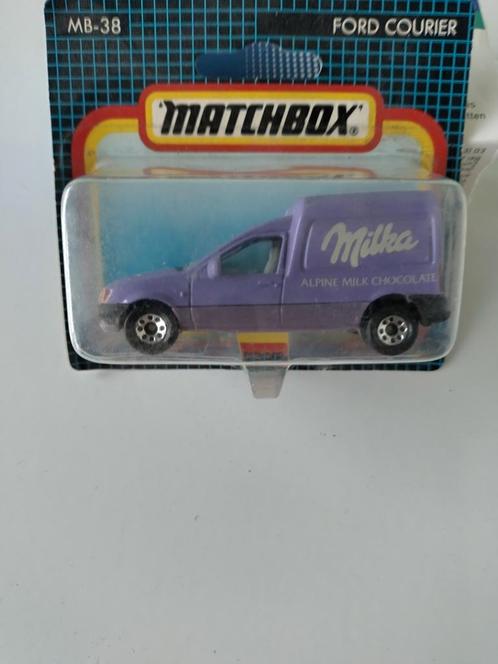 MB-38
FORD COURIER
MATCHBOX®
Milka
ALPINE MILK CHOCOLATE